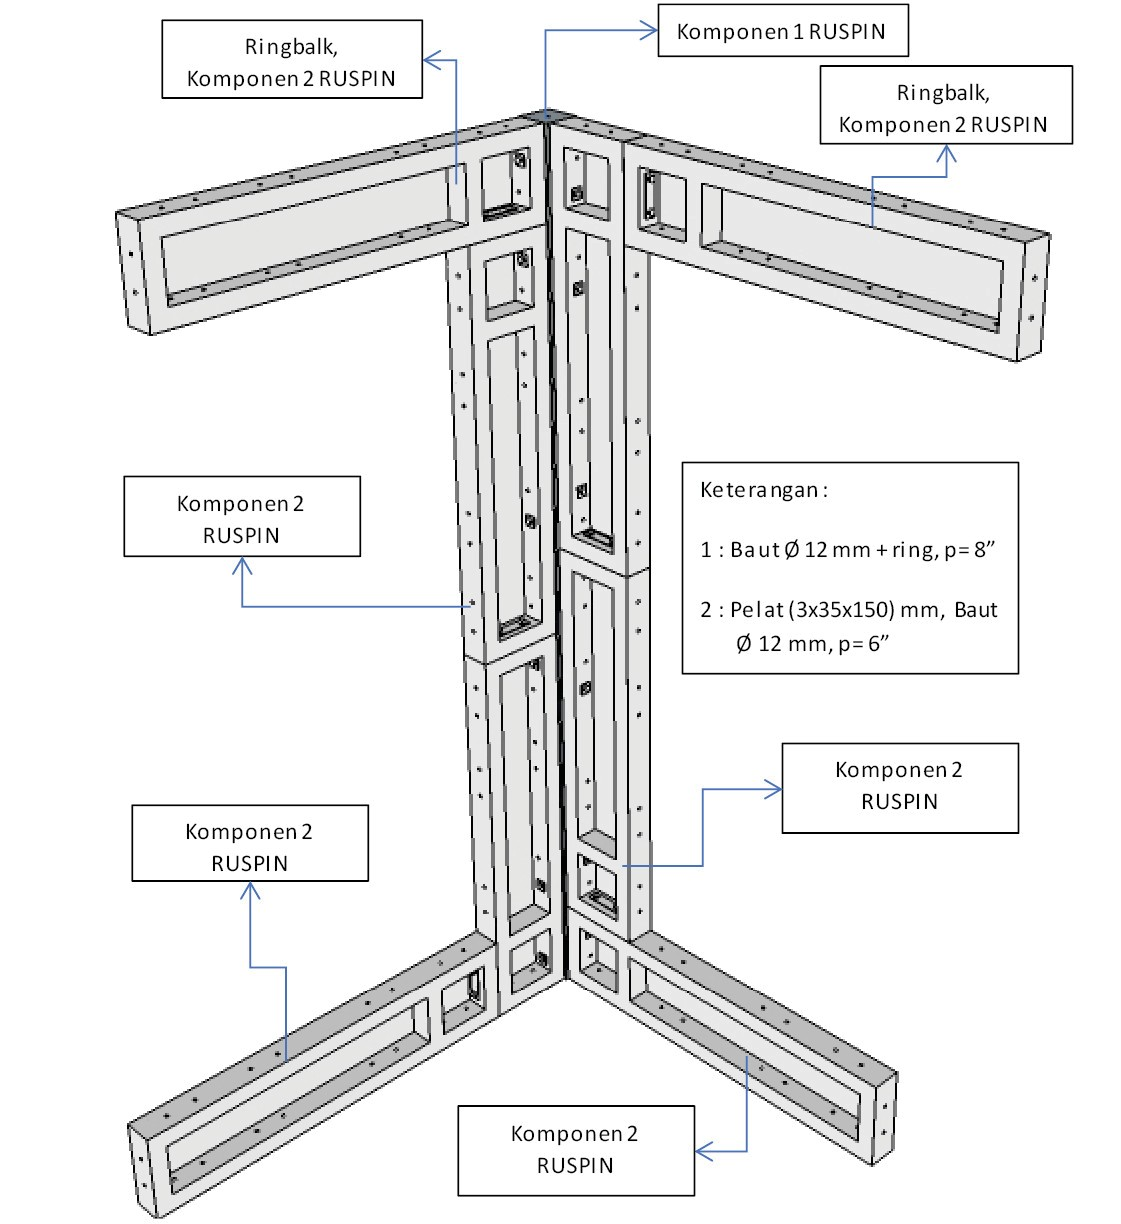 Komponen 1 RUSPIN
Ringbalk,
Komponen 2 RUSPIN
Ringbalk,
Komponen 2 RUSPIN
Komponen 2
RUSPIN
Keterangan :
1 : Baut Ø 12 mm + ring, p= 8”
2 : Pelat (3x35x150) mm, Baut
Ø 12 mm, p= 6”
Komponen 2
RUSPIN
Komponen 2
RUSPIN
Komponen 2
RUSPIN